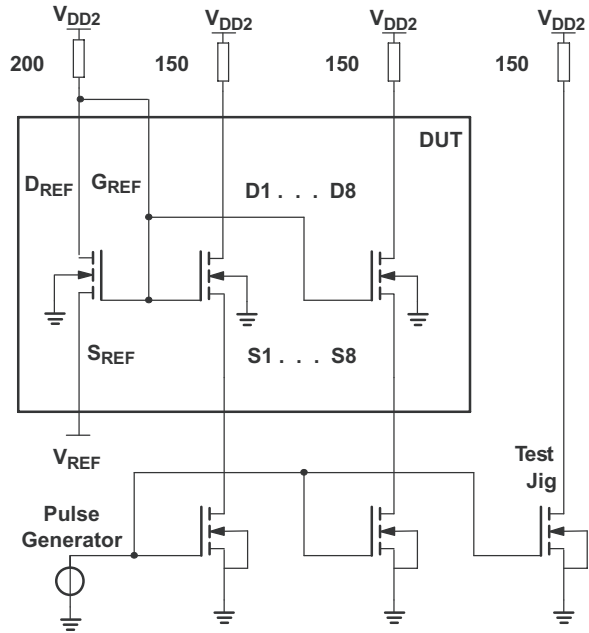 VDD2 VDD2 VDD2 VDD2
200 150 150 150
DUT
DREF GREF D1 . . . D8
SREF S1 . . . S8
VREF
Test
Jig
Pulse
Generator